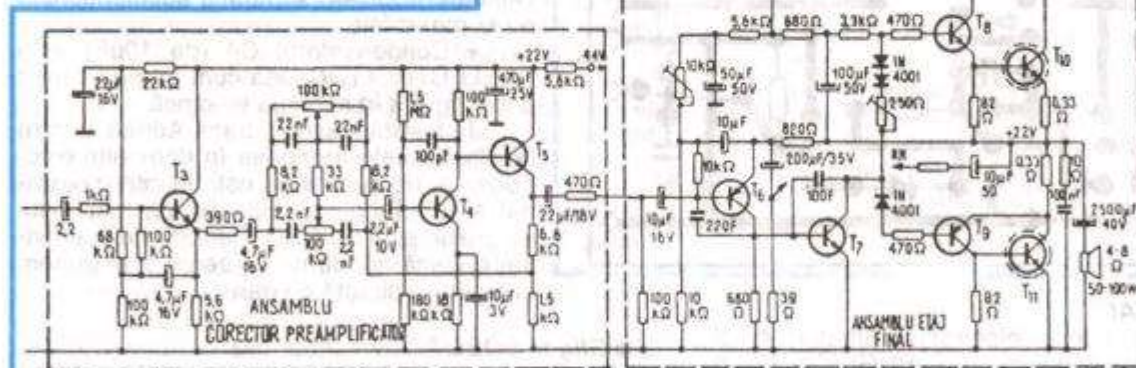 5,6kΩ 680Ω 3,3kΩ 470Ω T8
+22V 44V
22µF 16V 22kΩ 470µF 25V 5,6kΩ
10kΩ 50µF 50V 100µF 50V 1N 4001 250Ω T10
100 kΩ 1,5 MΩ 100 kΩ
82 Ω 0,33 Ω
22nF 22nF 100pF T5
10µF 820Ω +22V
8,2 kΩ 33 kΩ 8,2 kΩ
T3 T4 470Ω
10kΩ T6 200µF/35V 100F RN 10µF 50 0,33 Ω 10 Ω
1kΩ 390Ω 2,2nF 22µF/18V
2,2 68 kΩ 100 kΩ 4,7µF 16V 100 kΩ 22 nF 2,2µF 10V 6,8 kΩ
10µF 16V 220F T7 1N 4001 470Ω T9 T11 100nF 2500µF 40V
4,7µF 16V
100 kΩ 5,6 kΩ 180 kΩ 18 kΩ 10µF 3V 1,5 kΩ
100 kΩ 10 kΩ 680 Ω 39 Ω 82 Ω 4-8 Ω 50-100W
ANSAMBLU
CORECTOR PREAMPLIFICATOR
ANSAMBLU ETAJ
FINAL